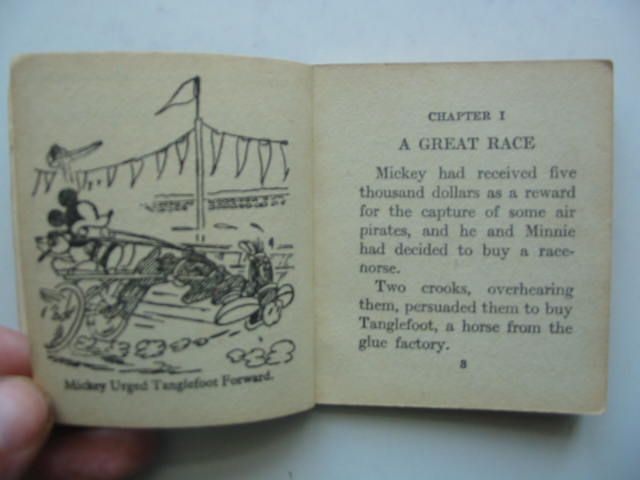 Mickey Urged Tanglefoot Forward.
CHAPTER I
A GREAT RACE
Mickey had received five
thousand dollars as a reward
for the capture of some air
pirates, and he and Minnie
had decided to buy a race-
horse.
Two crooks, overhearing
them, persuaded them to buy
Tanglefoot, a horse from the
glue factory.
3